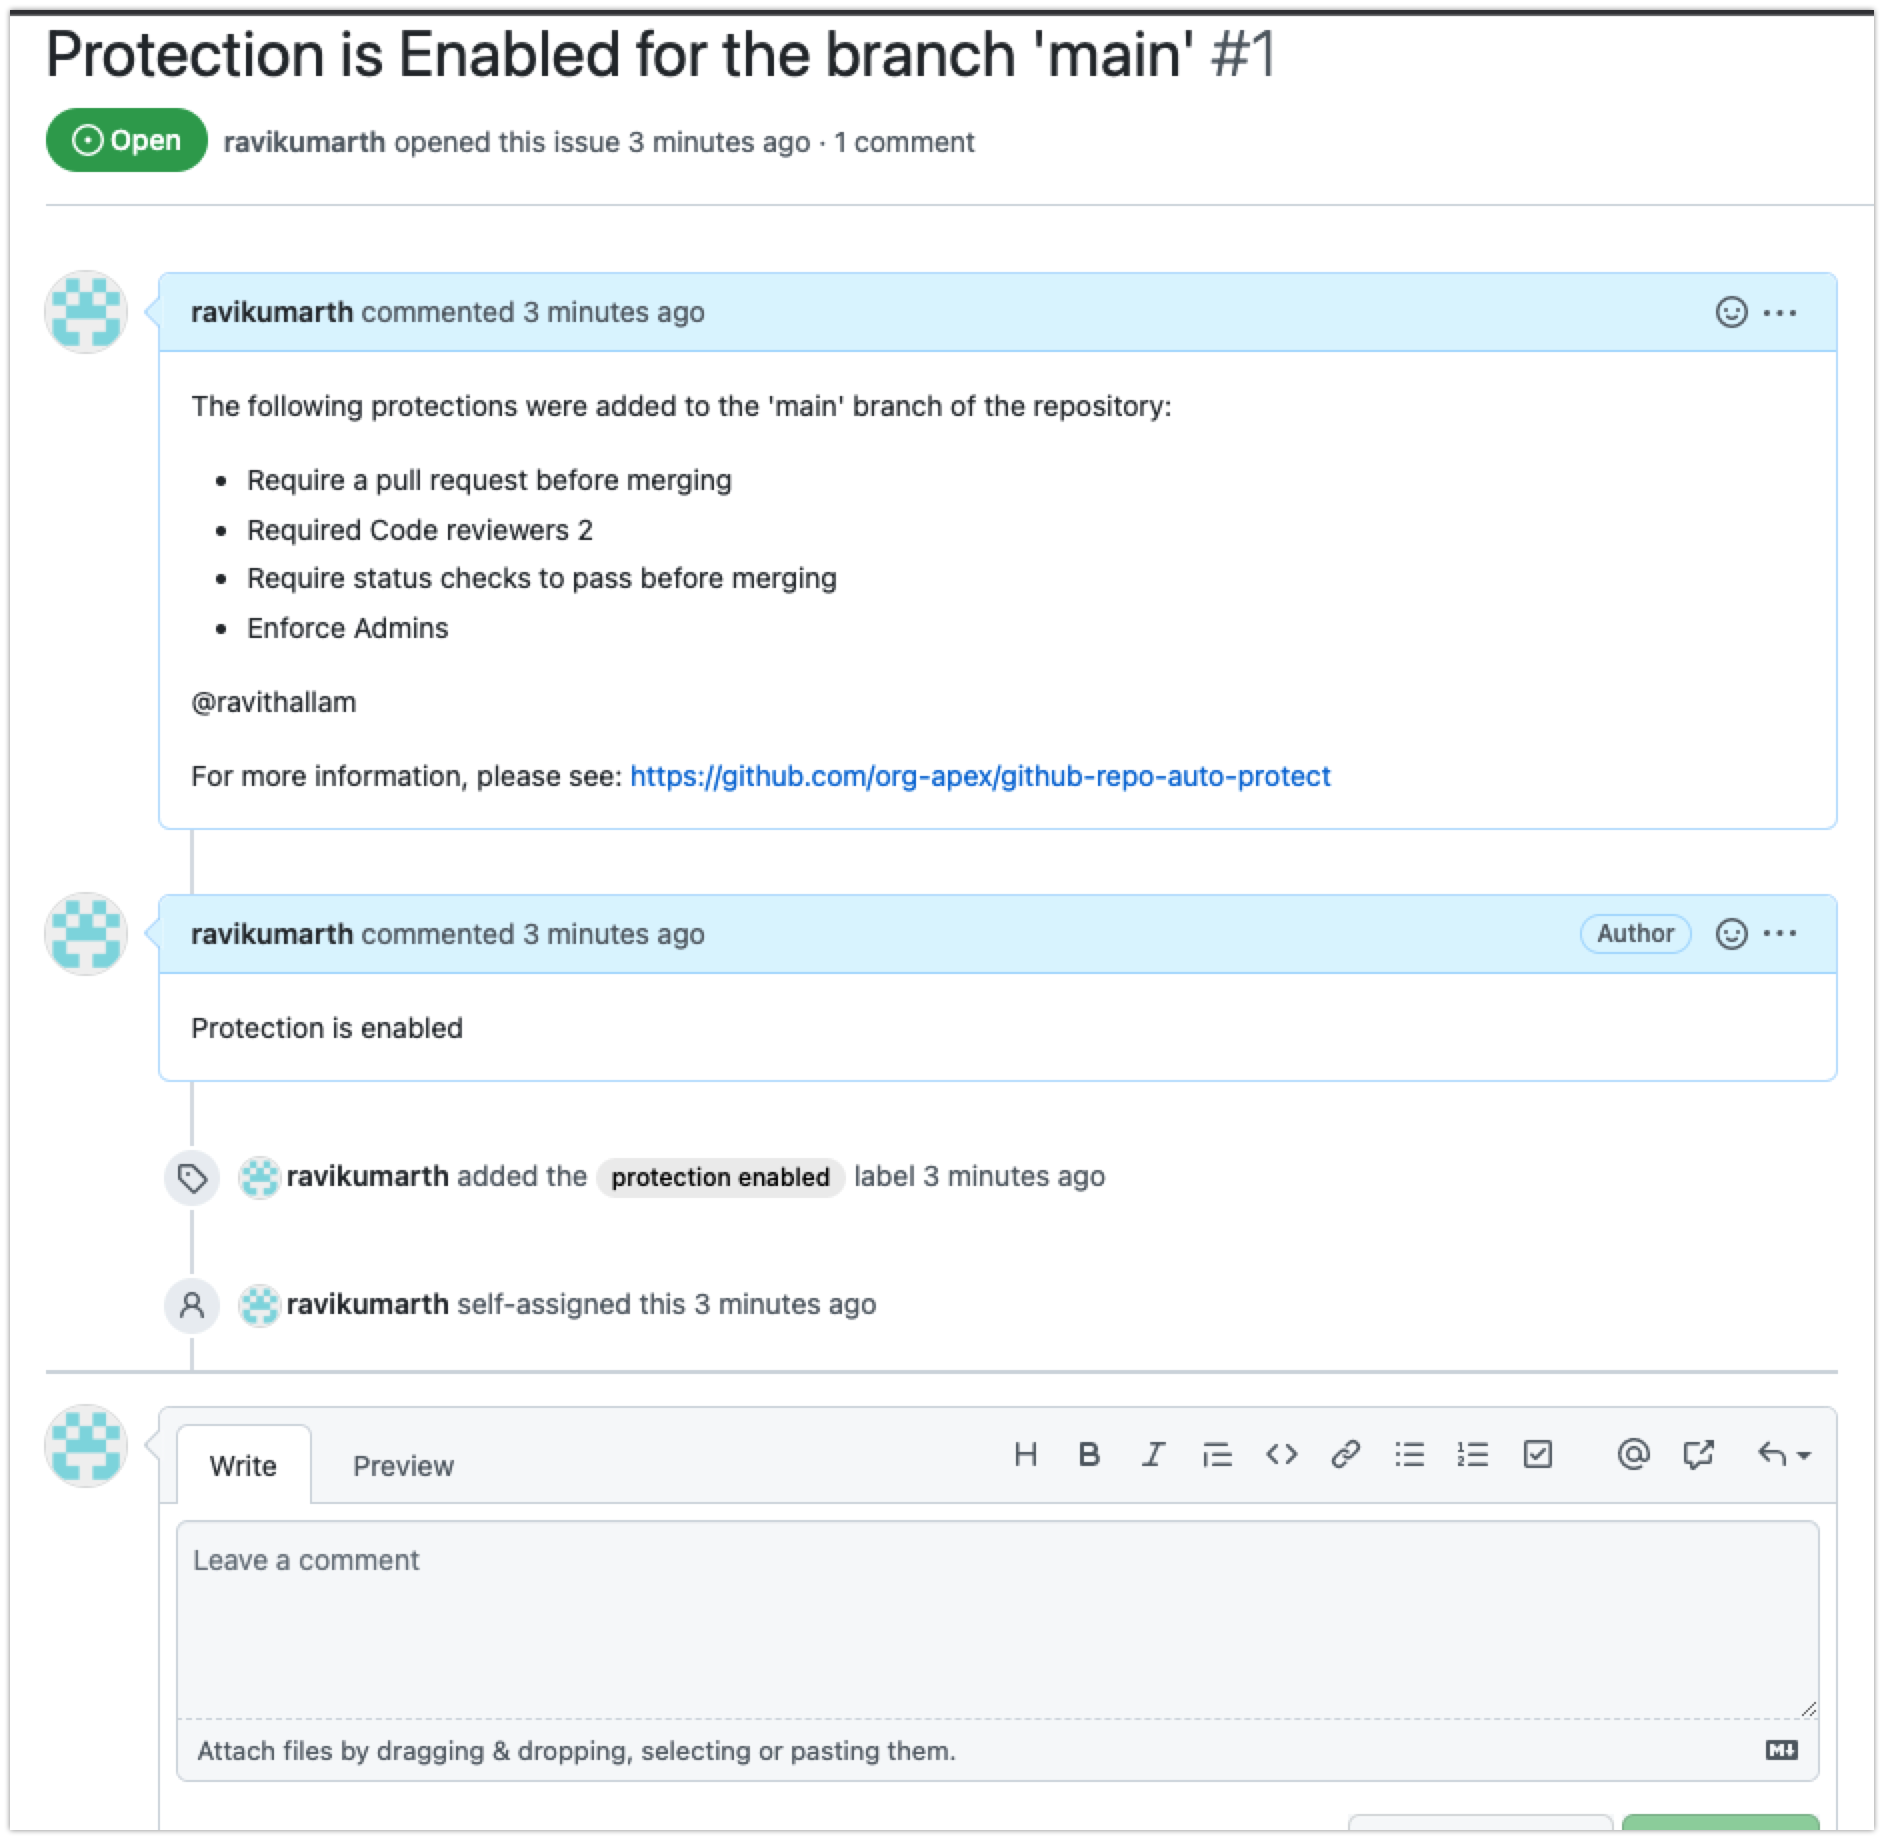 Protection is Enabled for the branch 'main' #1
Open ravikumarth opened this issue 3 minutes ago · 1 comment
ravikumarth commented 3 minutes ago
The following protections were added to the 'main' branch of the repository:
• Require a pull request before merging
• Required Code reviewers 2
• Require status checks to pass before merging
• Enforce Admins
@ravithallam
For more information, please see: https://github.com/org-apex/github-repo-auto-protect
ravikumarth commented 3 minutes ago Author
Protection is enabled
ravikumarth added the protection enabled label 3 minutes ago
ravikumarth self-assigned this 3 minutes ago
Write Preview
Leave a comment
Attach files by dragging & dropping, selecting or pasting them.